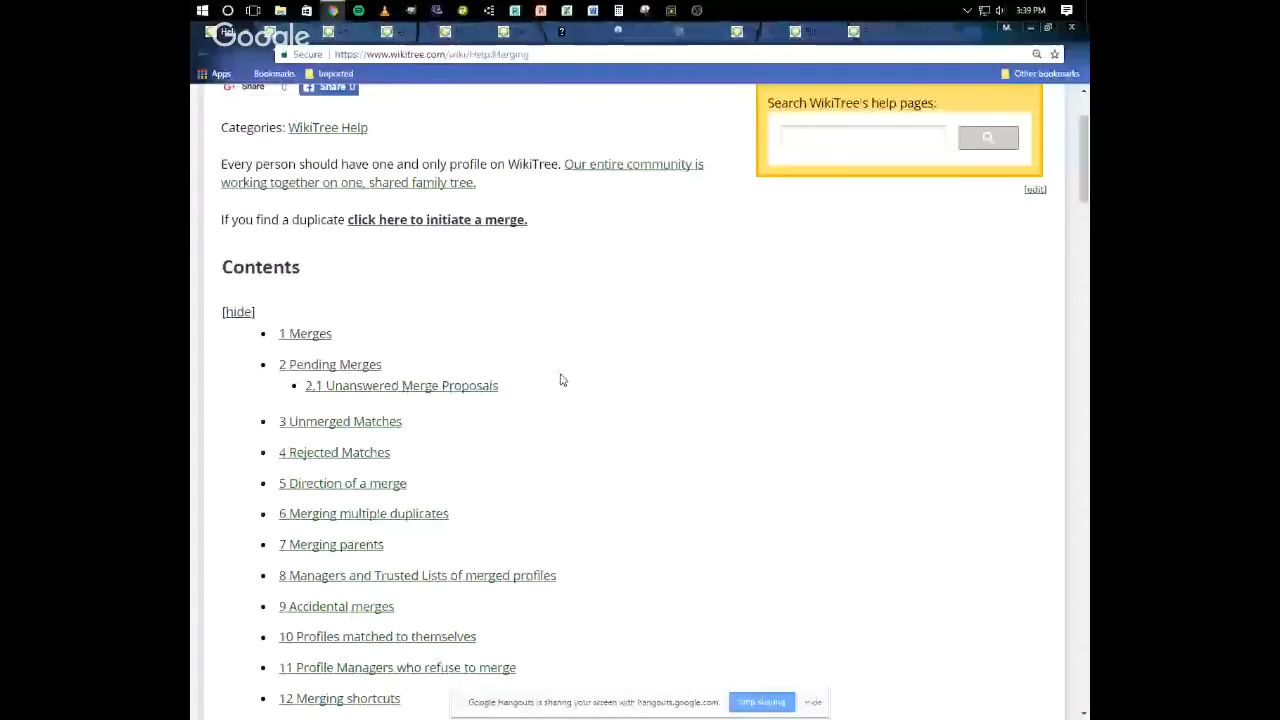 3:39 PM
Google
Secure https://www.wikitree.com/wiki/Help:Merging
Apps Bookmarks Imported Other bookmarks
G+ Share 0 Share 0
Search WikiTree's help pages:
Categories: WikiTree Help
Every person should have one and only profile on WikiTree. Our entire community is
working together on one, shared family tree.
[edit]
If you find a duplicate click here to initiate a merge.
Contents
[hide]
1 Merges
2 Pending Merges
2.1 Unanswered Merge Proposals
3 Unmerged Matches
4 Rejected Matches
5 Direction of a merge
6 Merging multiple duplicates
7 Merging parents
8 Managers and Trusted Lists of merged profiles
9 Accidental merges
10 Profiles matched to themselves
11 Profile Managers who refuse to merge
12 Merging shortcuts
Google Hangouts is sharing your screen with hangouts.google.com. Stop sharing Hide